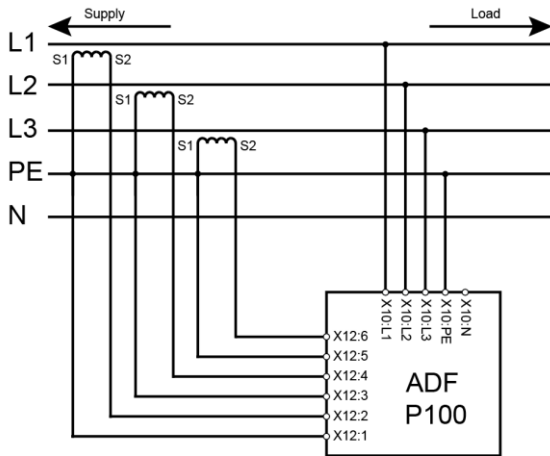 Supply
Load
L1
S1
S2
L2
S1
S2
L3
S1
S2
PE
N
X10:L1
X10:L2
X10:L3
X10:PE
X10:N
X12:6
X12:5
X12:4
X12:3
X12:2
X12:1
ADF
P100